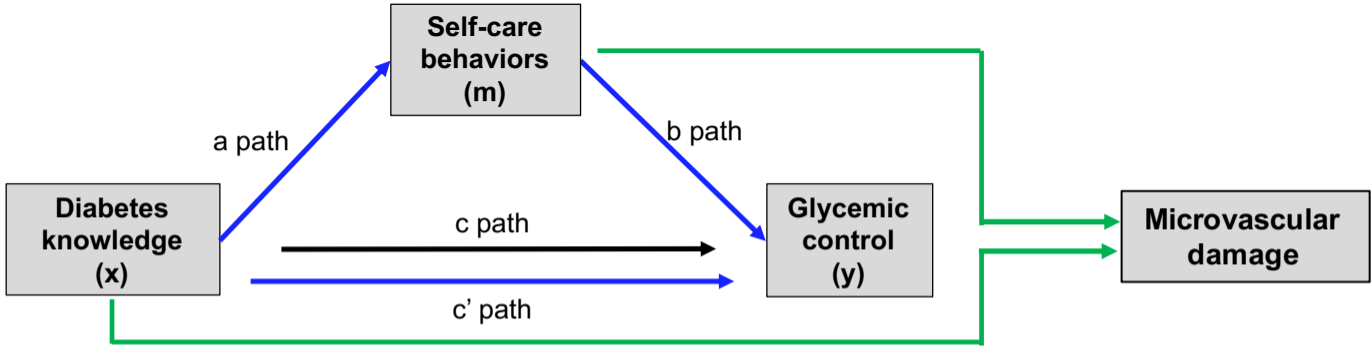 Self-care
behaviors
(m)
a path
b path
Diabetes
knowledge
(x)
c path
c’ path
Glycemic
control
(y)
Microvascular
damage